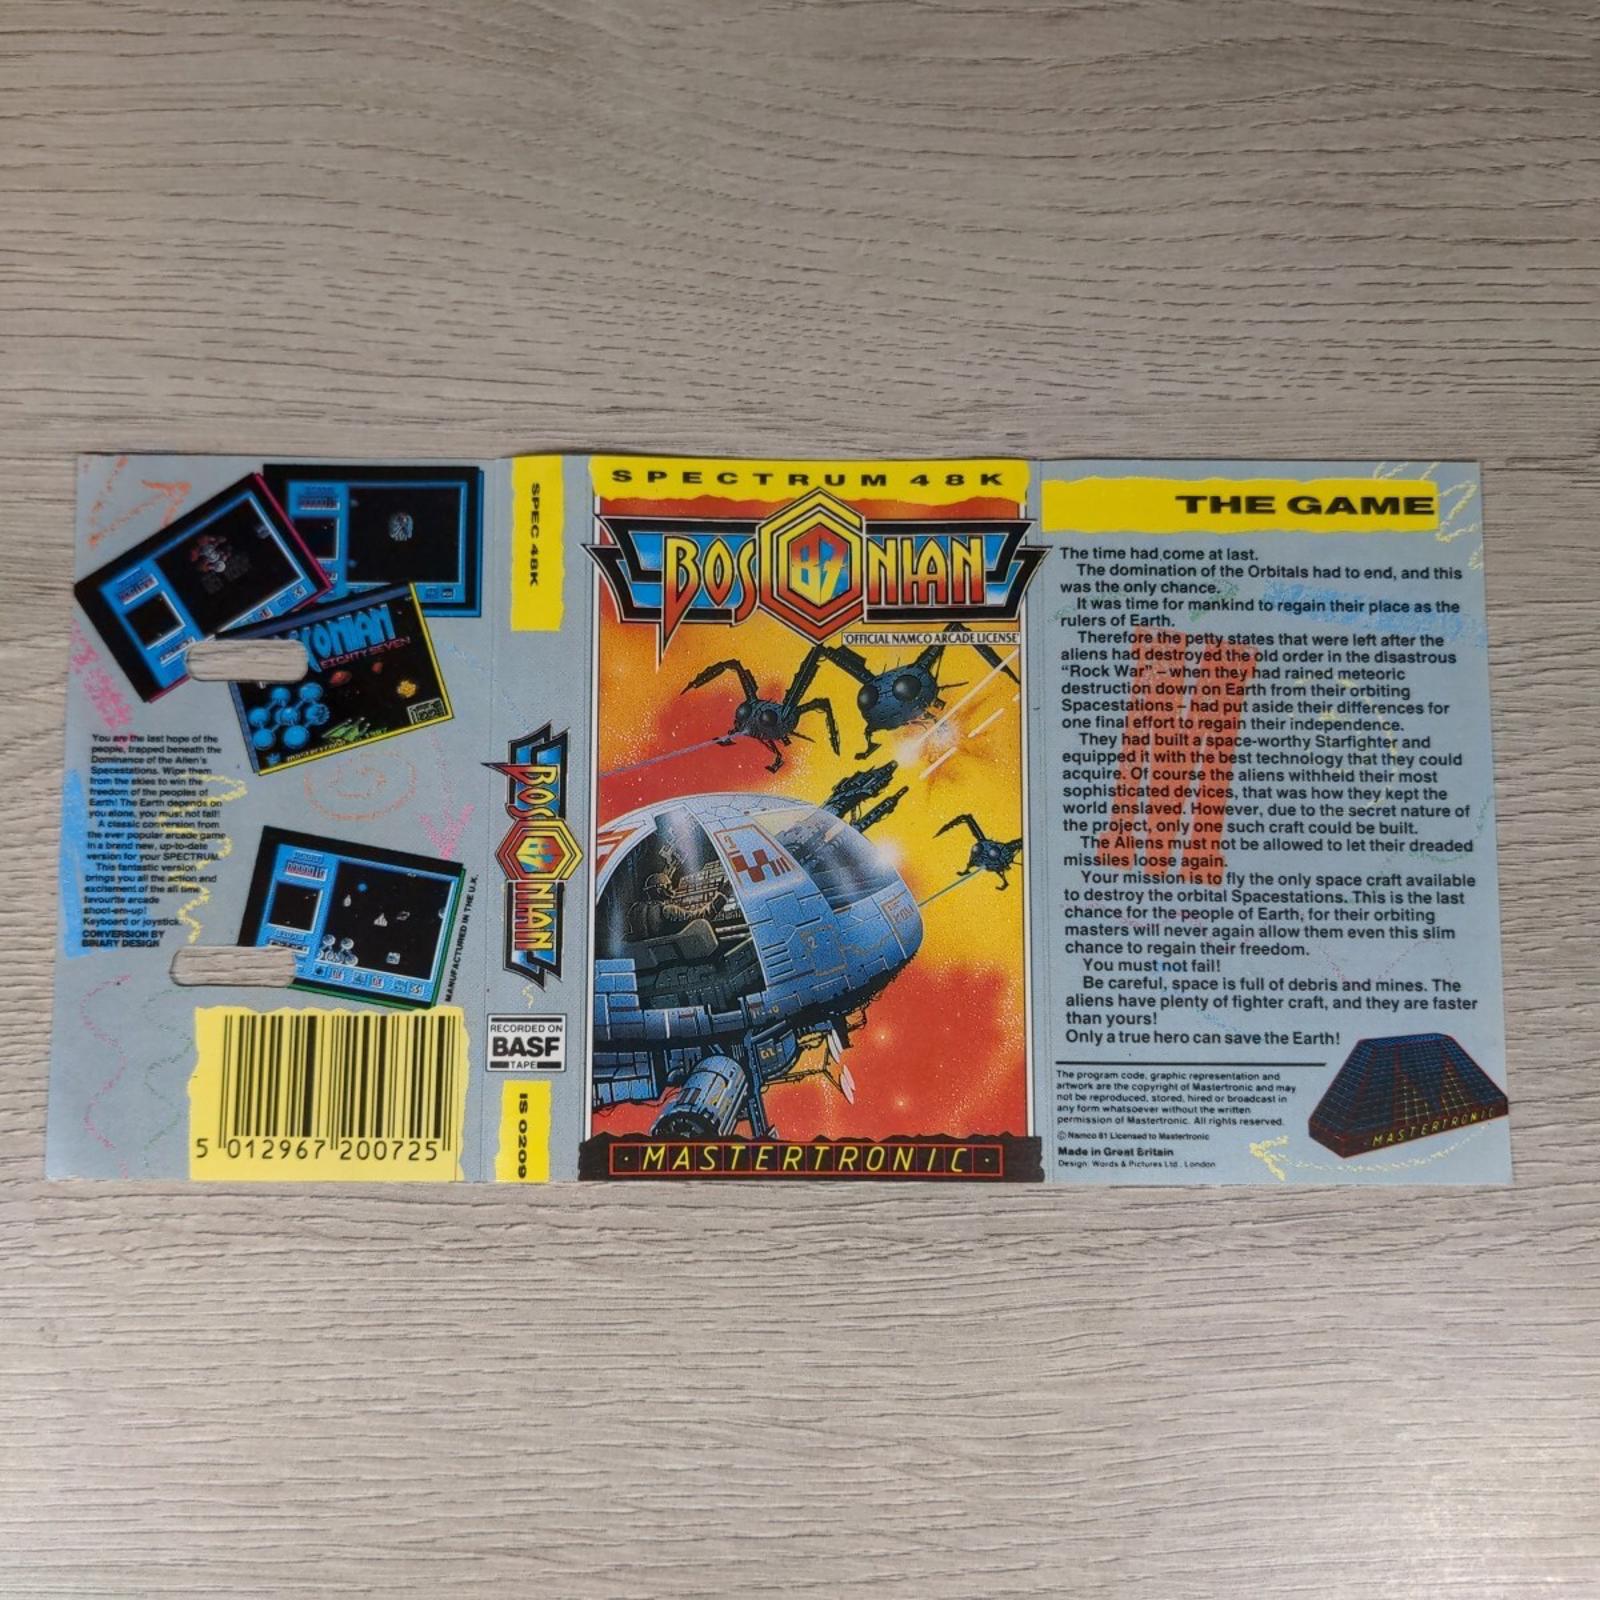 You are the last hope of the
people, trapped beneath the
Dominance of the Alien's
Spacestations. Wipe them
from the skies to win the
freedom of the peoples of
Earth! The Earth depends on
you alone, you must not fail!
A classic conversion from
the ever popular arcade game
in a brand new, up-to-date
version for your SPECTRUM.
This fantastic version
brings you all the action and
excitement of the all time
favourite arcade
shoot-em-up!
Keyboard or joystick.
CONVERSION BY
BINARY DESIGN
EIGHTY SEVEN
MANUFACTURED IN THE U.K.
5 012967 200725
SPEC 48K
BOSCONIAN
87
RECORDED ON
BASF
TAPE
IS 0209
SPECTRUM 48K
BOSCONIAN
87
'OFFICIAL NAMCO ARCADE LICENSE'
·MASTERTRONIC·
THE GAME
The time had come at last.
The domination of the Orbitals had to end, and this
was the only chance.
It was time for mankind to regain their place as the
rulers of Earth.
Therefore the petty states that were left after the
aliens had destroyed the old order in the disastrous
“Rock War” – when they had rained meteoric
destruction down on Earth from their orbiting
Spacestations – had put aside their differences for
one final effort to regain their independence.
They had built a space-worthy Starfighter and
equipped it with the best technology that they could
acquire. Of course the aliens withheld their most
sophisticated devices, that was how they kept the
world enslaved. However, due to the secret nature of
the project, only one such craft could be built.
The Aliens must not be allowed to let their dreaded
missiles loose again.
Your mission is to fly the only space craft available
to destroy the orbital Spacestations. This is the last
chance for the people of Earth, for their orbiting
masters will never again allow them even this slim
chance to regain their freedom.
You must not fail!
Be careful, space is full of debris and mines. The
aliens have plenty of fighter craft, and they are faster
than yours!
Only a true hero can save the Earth!
The program code, graphic representation and
artwork are the copyright of Mastertronic and may
not be reproduced, stored, hired or broadcast in
any form whatsoever without the written
permission of Mastertronic. All rights reserved.
© Namco 81 Licensed to Mastertronic
Made in Great Britain
Design: Words & Pictures Ltd., London
·MASTERTRONIC·